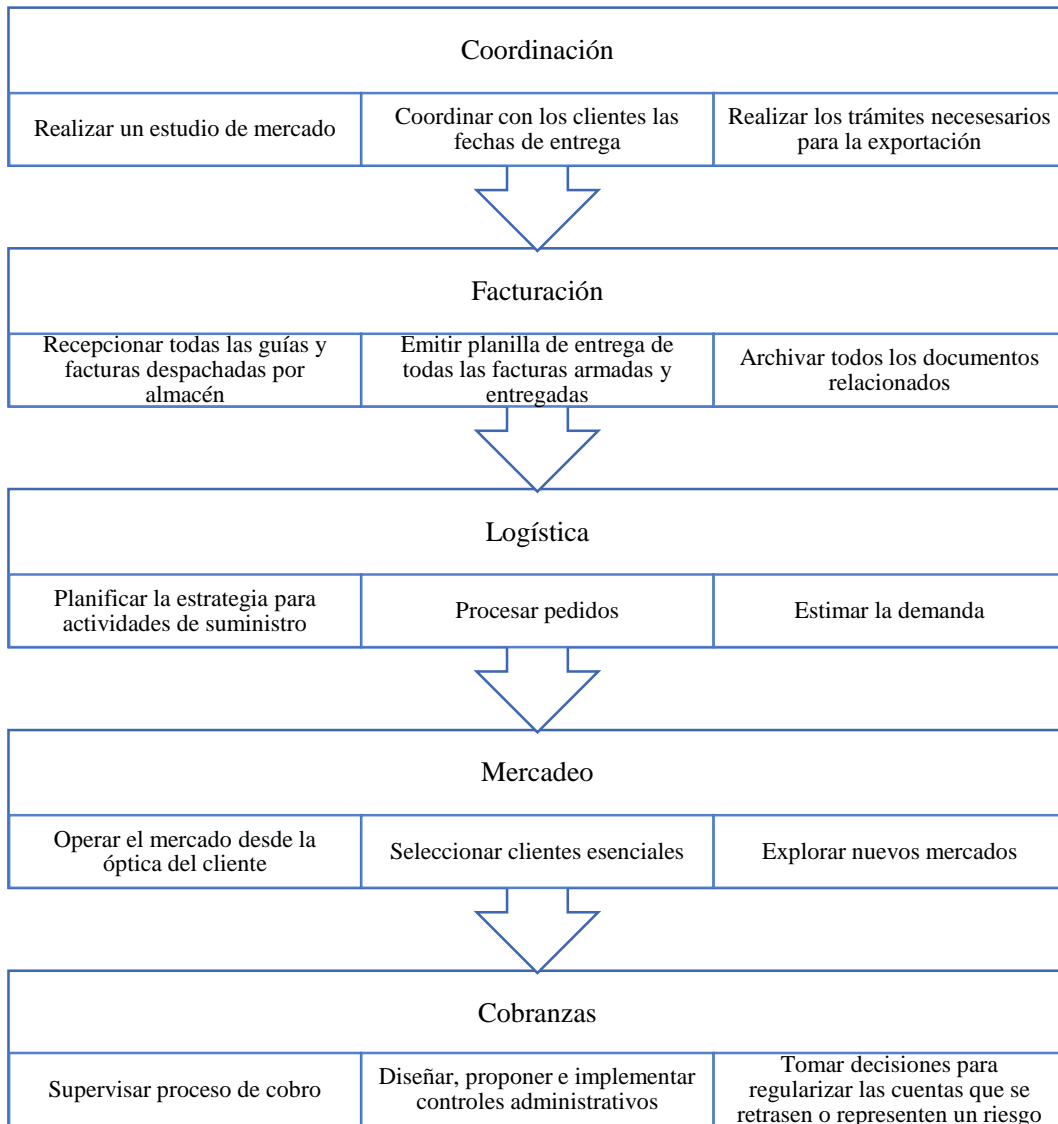 Coordinación
Realizar un estudio de mercado
Coordinar con los clientes las
fechas de entrega
Realizar los trámites necesesarios
para la exportación
Facturación
Recepcionar todas las guías y
facturas despachadas por
almacén
Emitir planilla de entrega de
todas las facturas armadas y
entregadas
Archivar todos los documentos
relacionados
Logística
Planificar la estrategia para
actividades de suministro
Procesar pedidos
Estimar la demanda
Mercadeo
Operar el mercado desde la
óptica del cliente
Seleccionar clientes esenciales
Explorar nuevos mercados
Cobranzas
Supervisar proceso de cobro
Diseñar, proponer e implementar
controles administrativos
Tomar decisiones para
regularizar las cuentas que se
retrasen o representen un riesgo